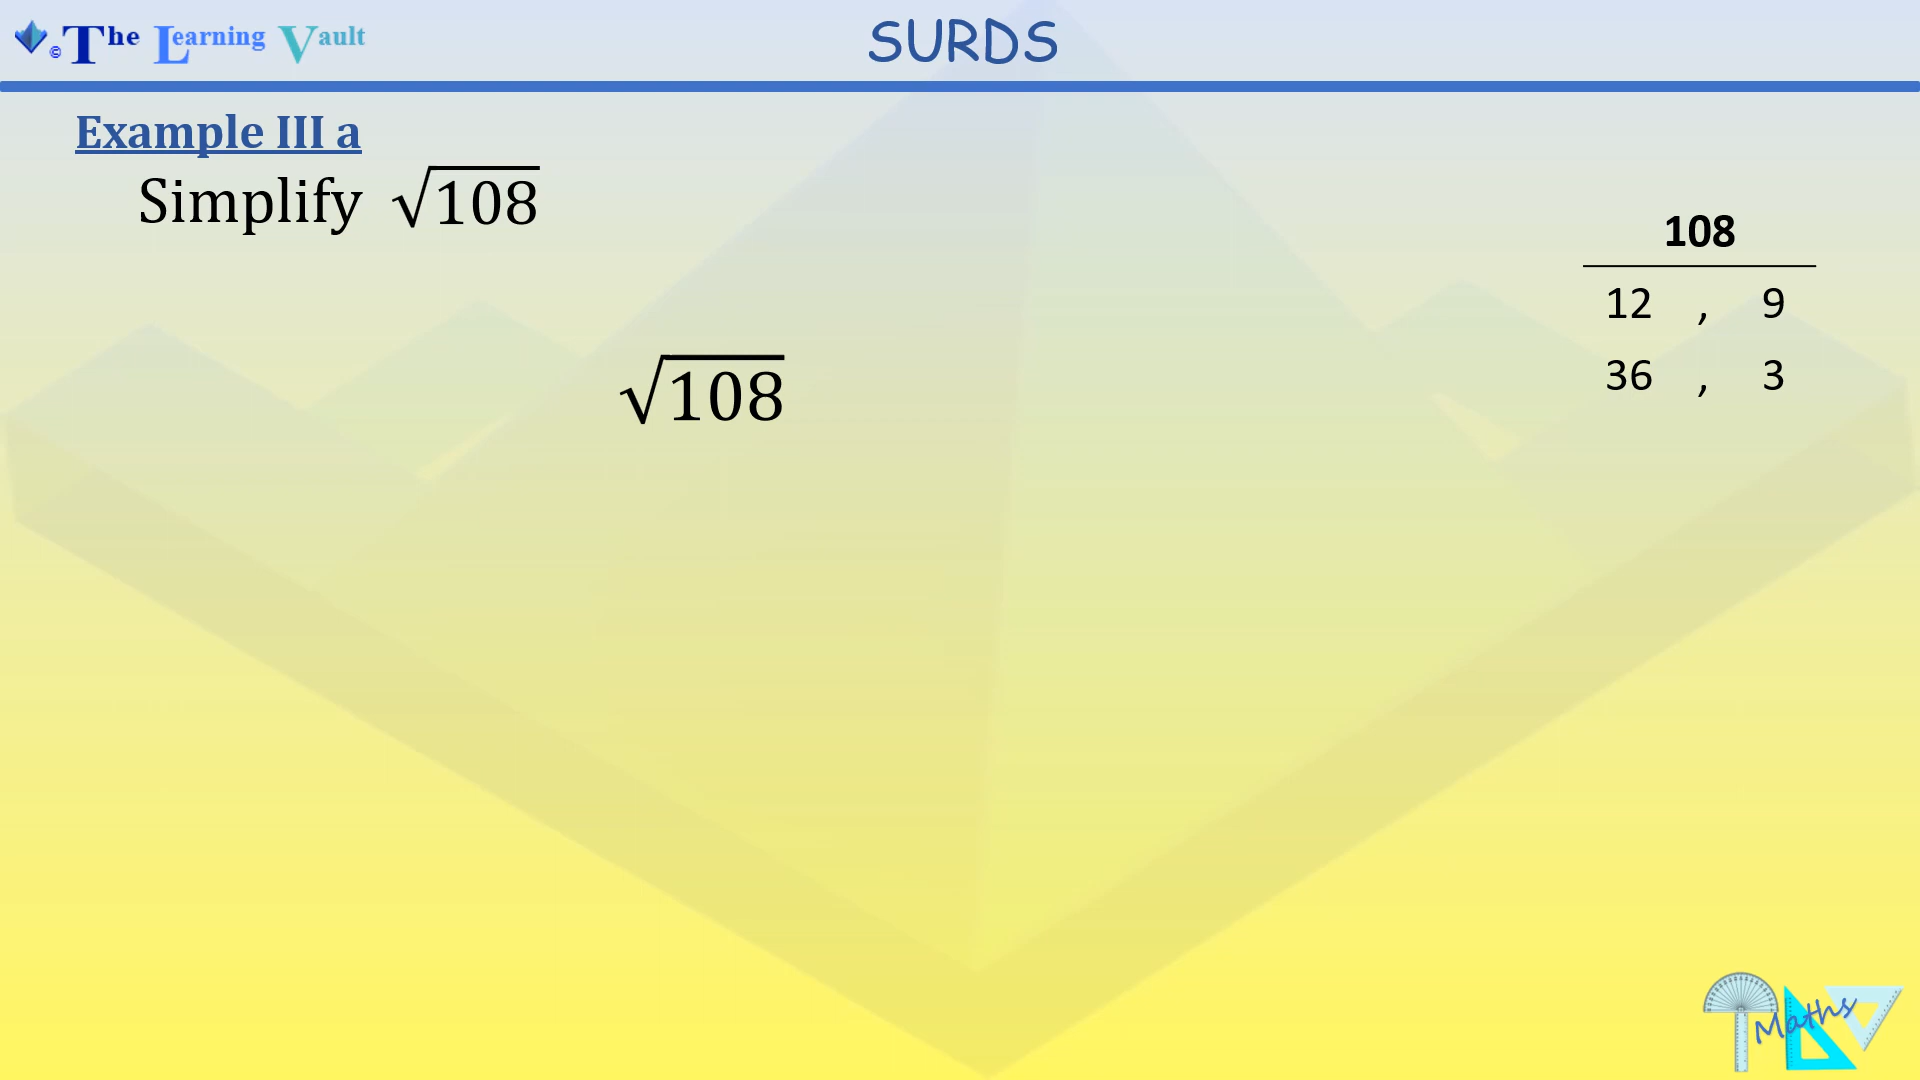 © The Learning Vault
SURDS
Example III a
Simplify √108
108
12 , 9
36 , 3
√108
Maths